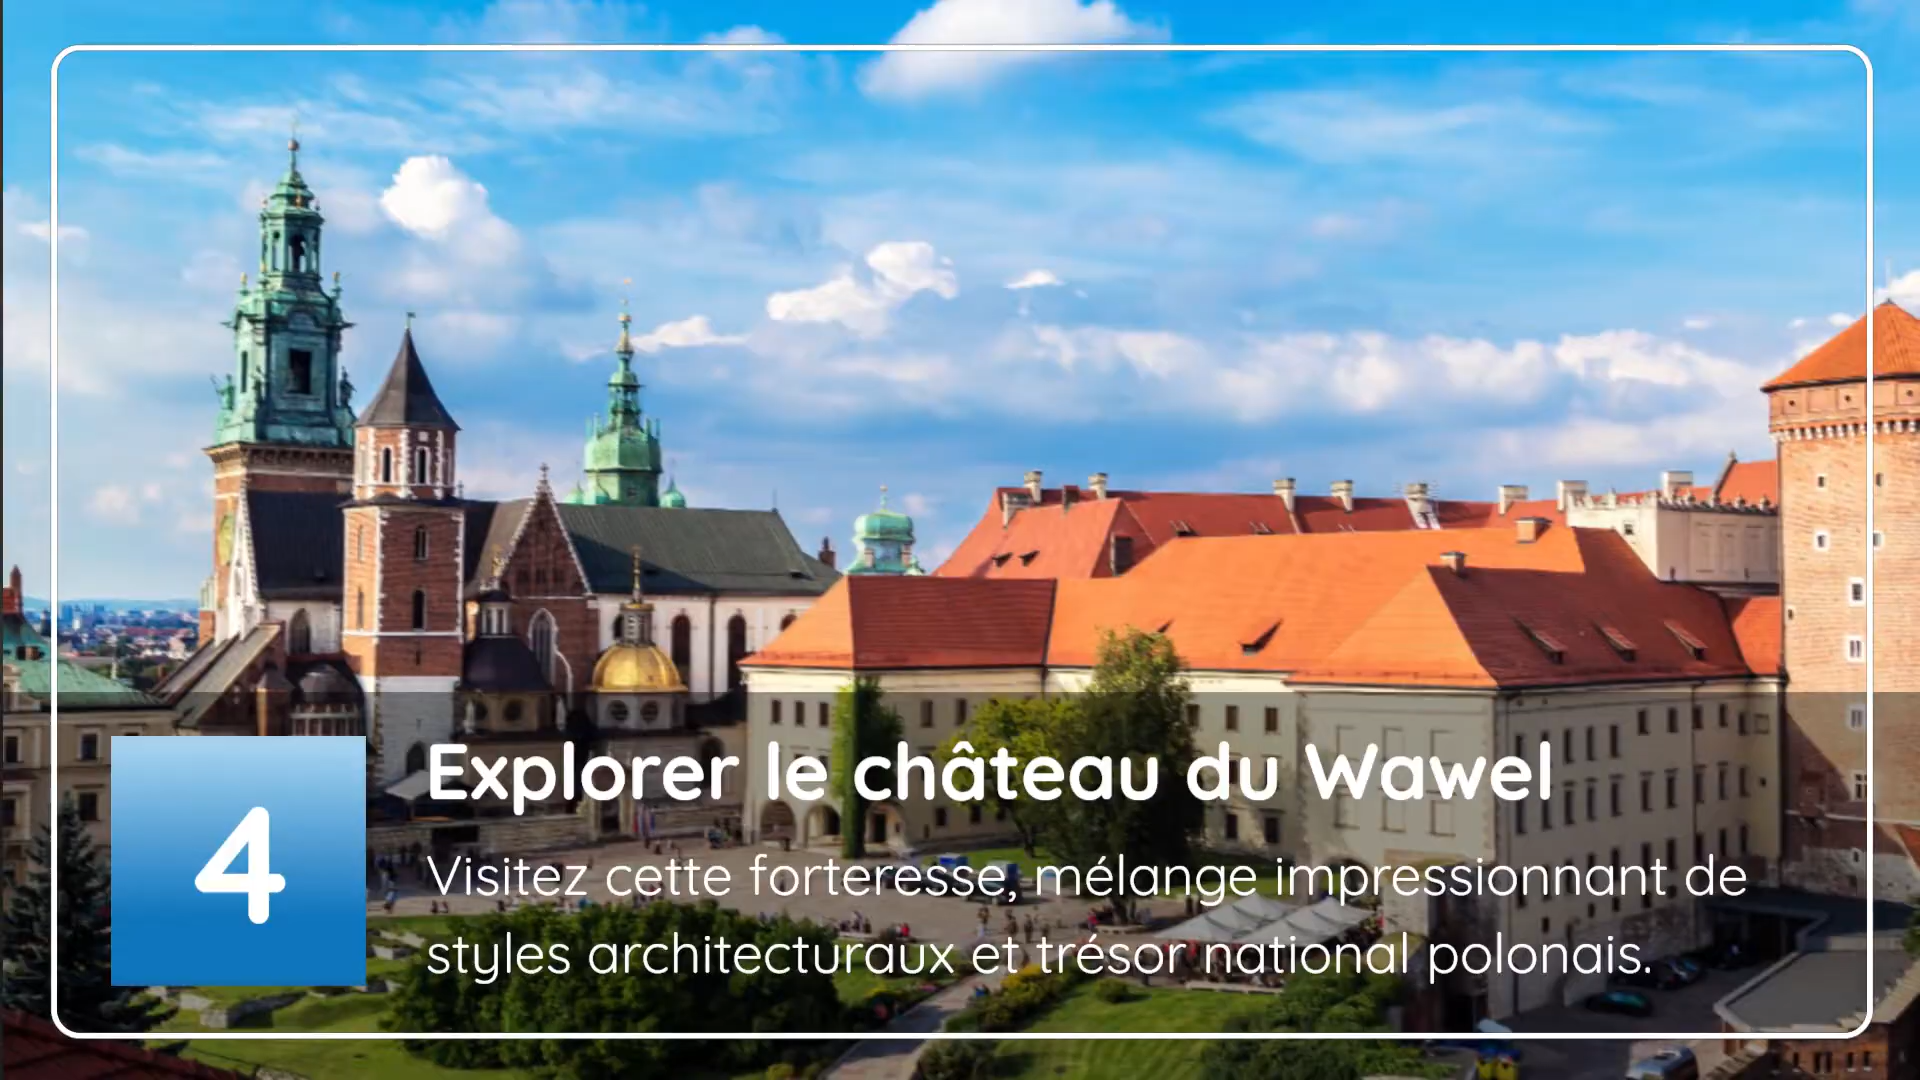 4
Explorer le château du Wawel
Visitez cette forteresse, mélange impressionnant de
styles architecturaux et trésor national polonais.